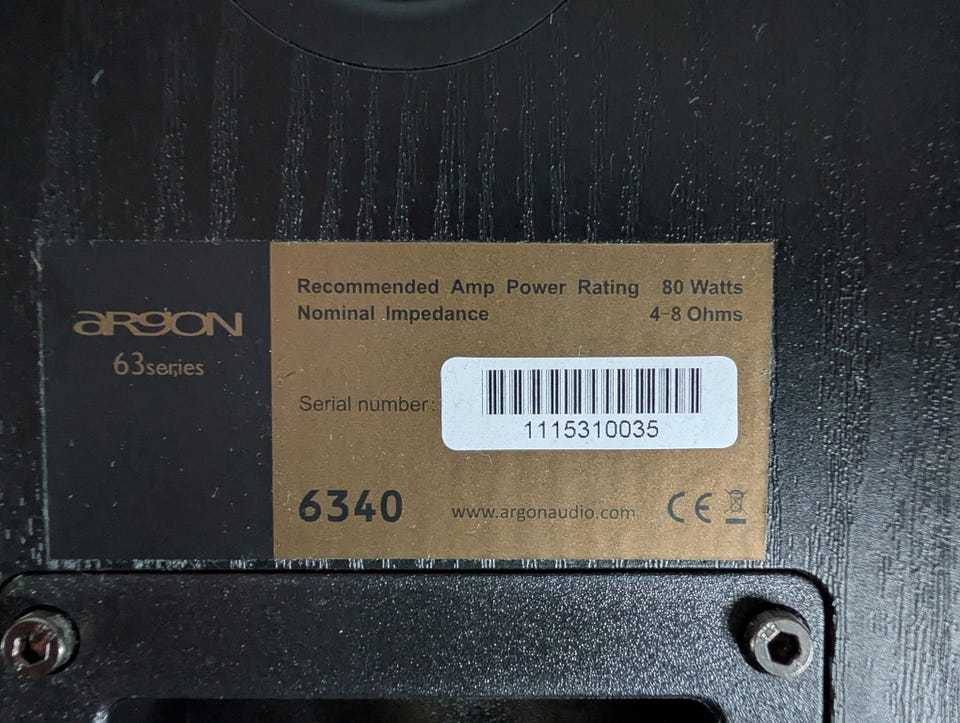 ARGON
63series
Recommended Amp Power Rating 80 Watts
Nominal Impedance 4-8 Ohms
Serial number:
1115310035
6340 www.argonaudio.com CE